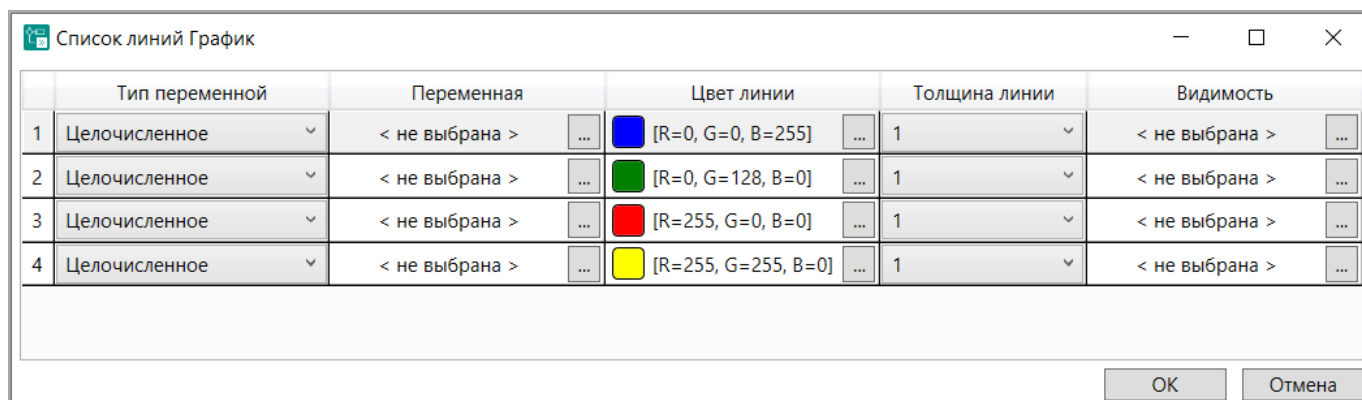 Список линий График
Тип переменной Переменная Цвет линии Толщина линии Видимость
1 Целочисленное < не выбрана > ... [R=0, G=0, B=255] ... 1 < не выбрана > ...
2 Целочисленное < не выбрана > ... [R=0, G=128, B=0] ... 1 < не выбрана > ...
3 Целочисленное < не выбрана > ... [R=255, G=0, B=0] ... 1 < не выбрана > ...
4 Целочисленное < не выбрана > ... [R=255, G=255, B=0] ... 1 < не выбрана > ...
ОК Отмена